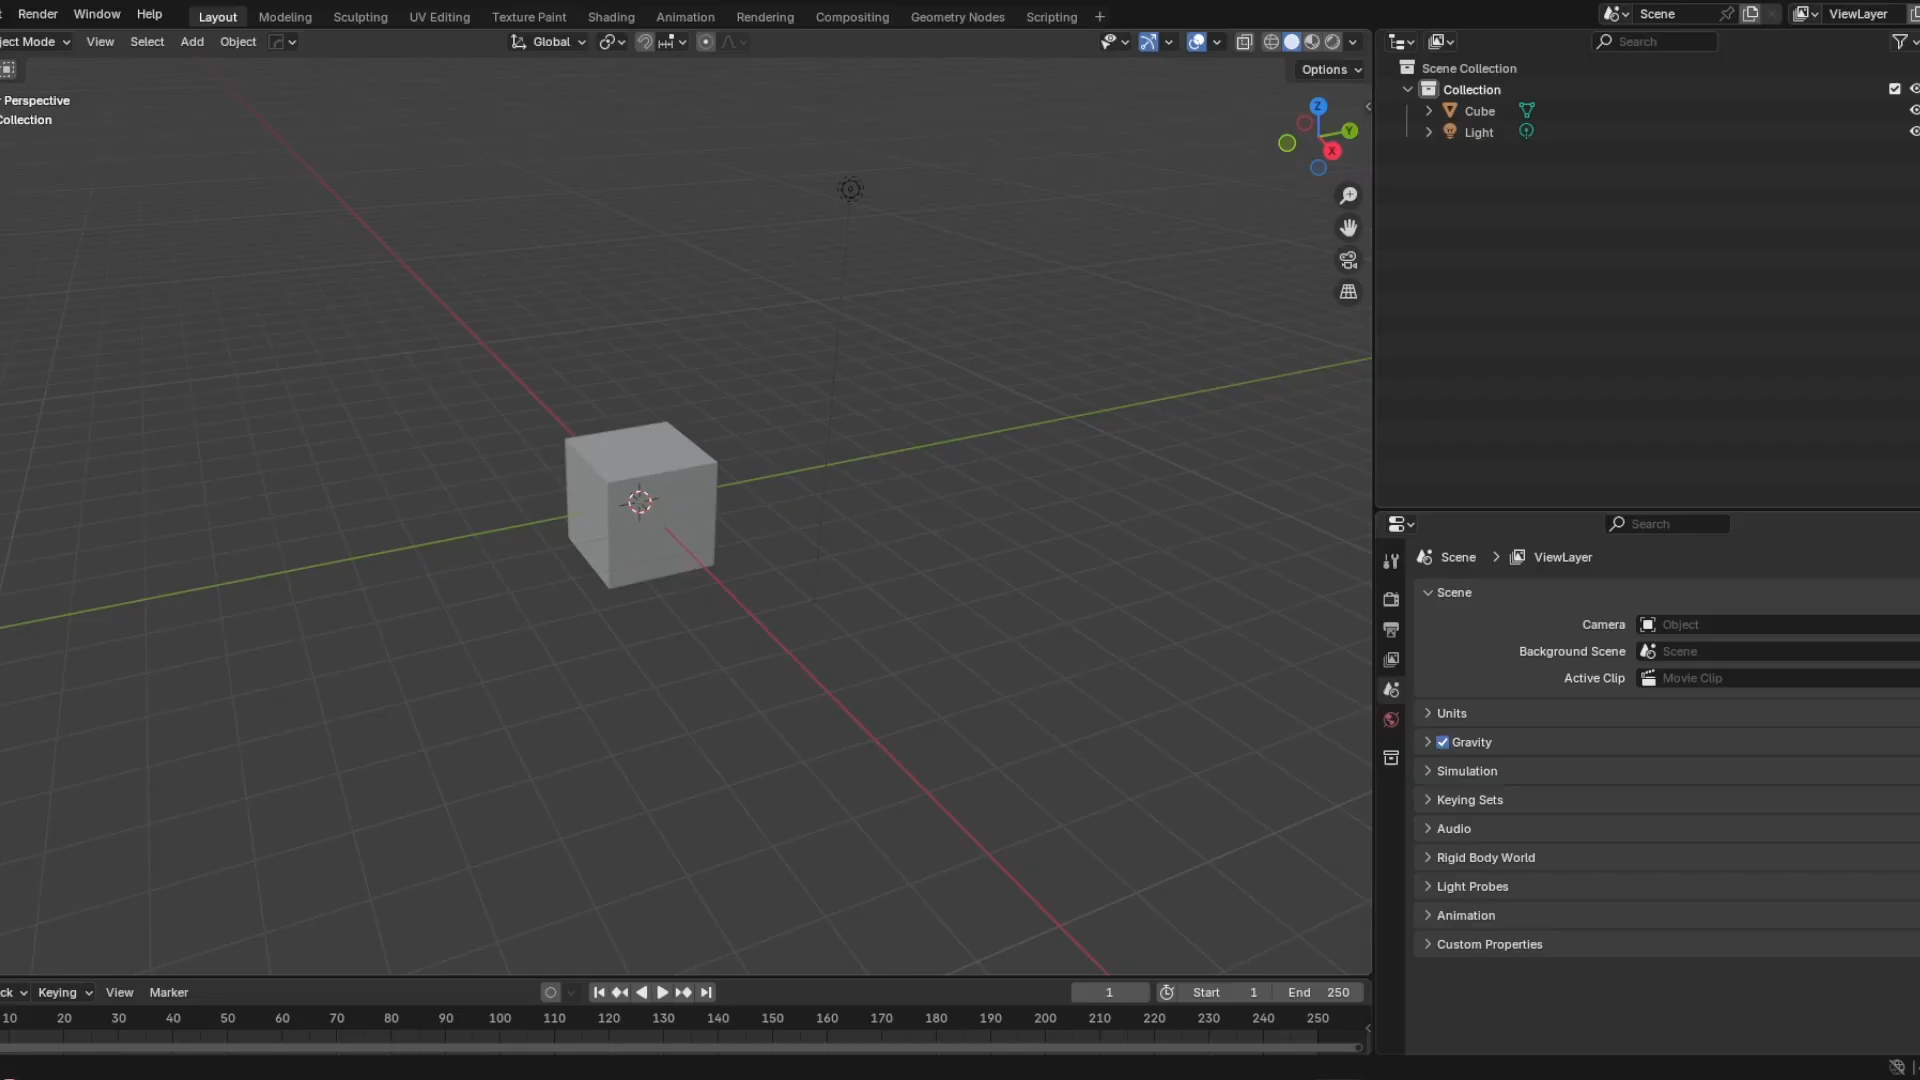 Render Window Help Layout Modeling Sculpting UV Editing Texture Paint Shading Animation Rendering Compositing Geometry Nodes Scripting + Scene ViewLayer
ject Mode View Select Add Object Global Search
Options
Perspective
Collection
Z
Y
X
Scene Collection
Collection
Cube
Light
Search
Scene ViewLayer
Scene
Camera Object
Background Scene Scene
Active Clip Movie Clip
Units
Gravity
Simulation
Keying Sets
Audio
Rigid Body World
Light Probes
Animation
Custom Properties
ck Keying View Marker 1 Start 1 End 250
10 20 30 40 50 60 70 80 90 100 110 120 130 140 150 160 170 180 190 200 210 220 230 240 250